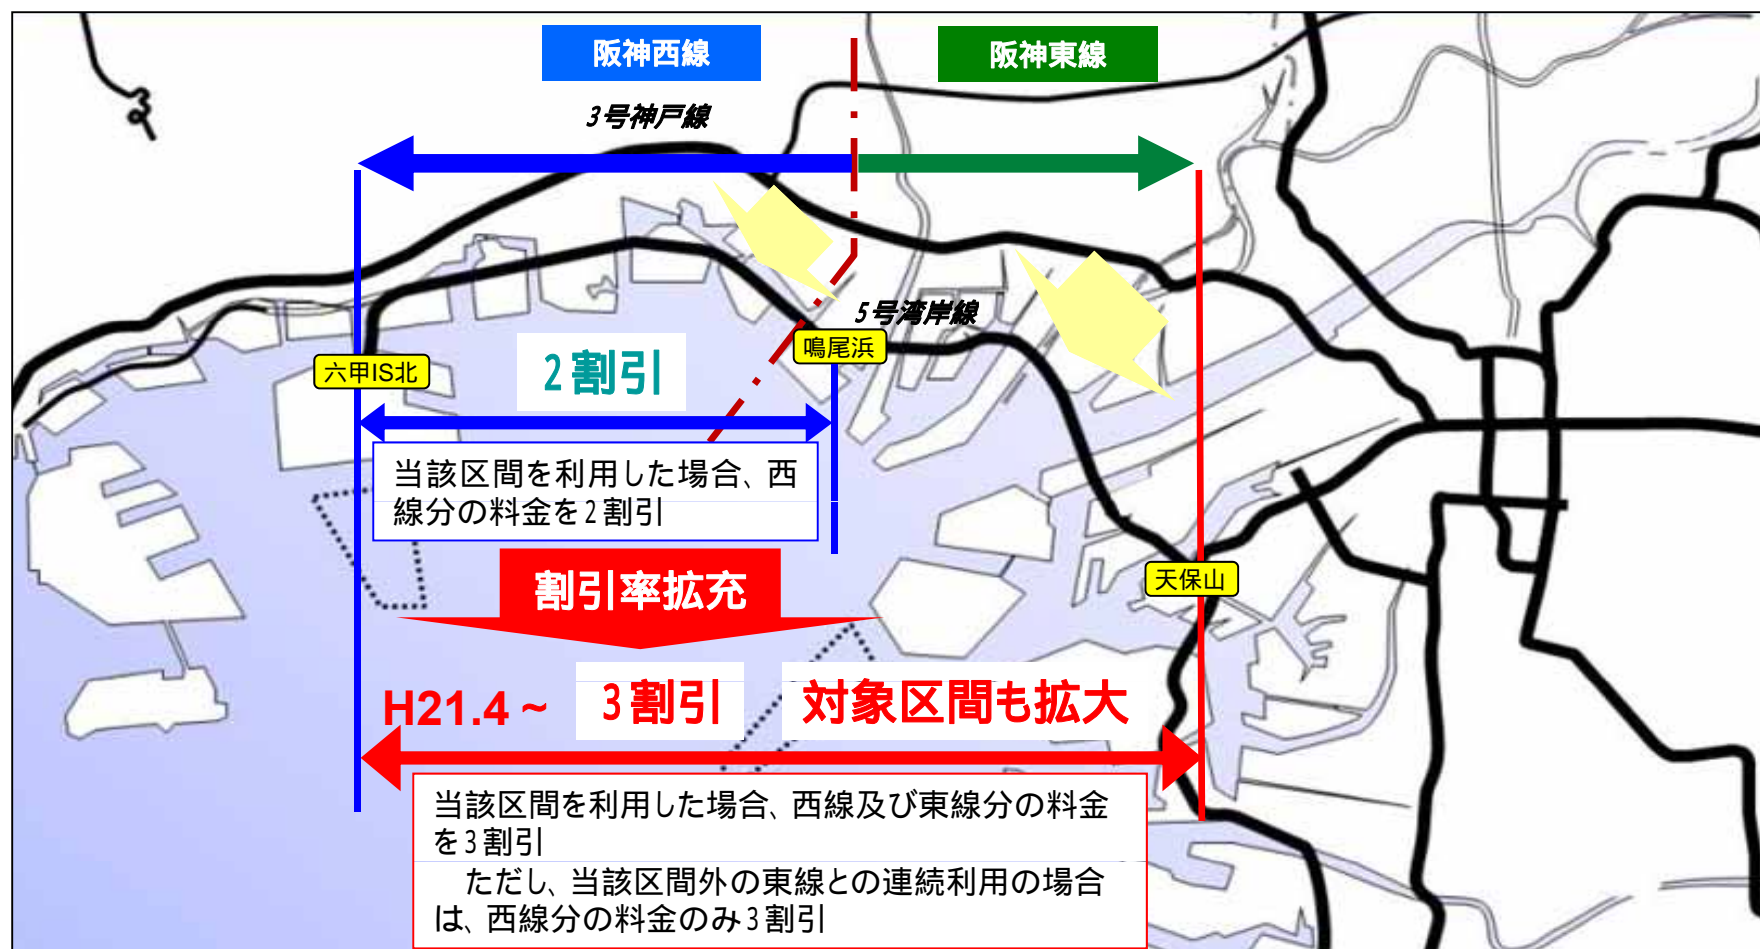 阪神西線
阪神東線
3号神戸線
5号湾岸線
鳴尾浜
六甲IS北
2割引
当該区間を利用した場合、西
線分の料金を2割引
天保山
割引率拡充
H21.4～ 3割引 対象区間も拡大
当該区間を利用した場合、西線及び東線分の料金
を3割引
ただし、当該区間外の東線との連続利用の場合
は、西線分の料金のみ3割引